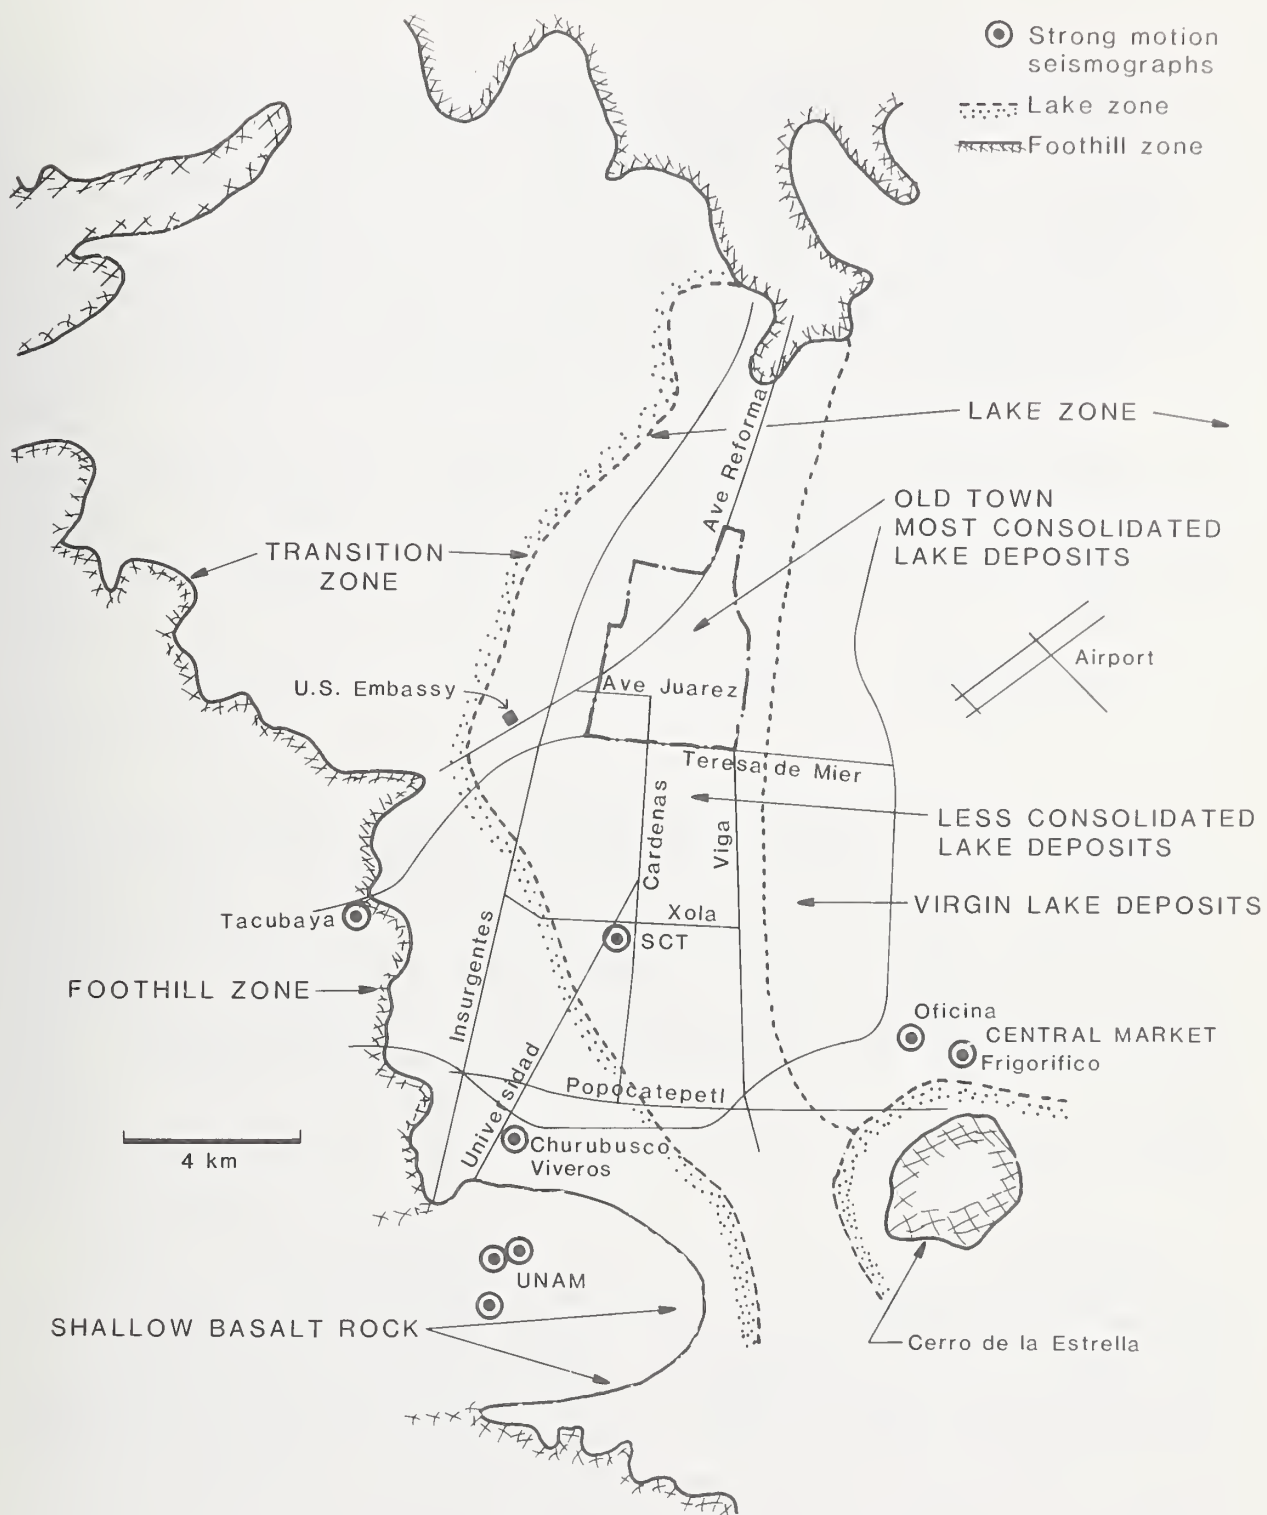 Strong motion
seismographs
Lake zone
Foothill zone
LAKE ZONE
Ave Reforma
OLD TOWN
MOST CONSOLIDATED
LAKE DEPOSITS
TRANSITION
ZONE
Airport
U.S. Embassy
Ave Juarez
Teresa de Mier
Cardenas
Viga
LESS CONSOLIDATED
LAKE DEPOSITS
Tacubaya
Xola
VIRGIN LAKE DEPOSITS
SCT
Insurgentes
FOOTHILL ZONE
Oficina
CENTRAL MARKET
Frigorifico
Universidad
Popocatepetl
4 km
Churubusco
Viveros
UNAM
SHALLOW BASALT ROCK
Cerro de la Estrella